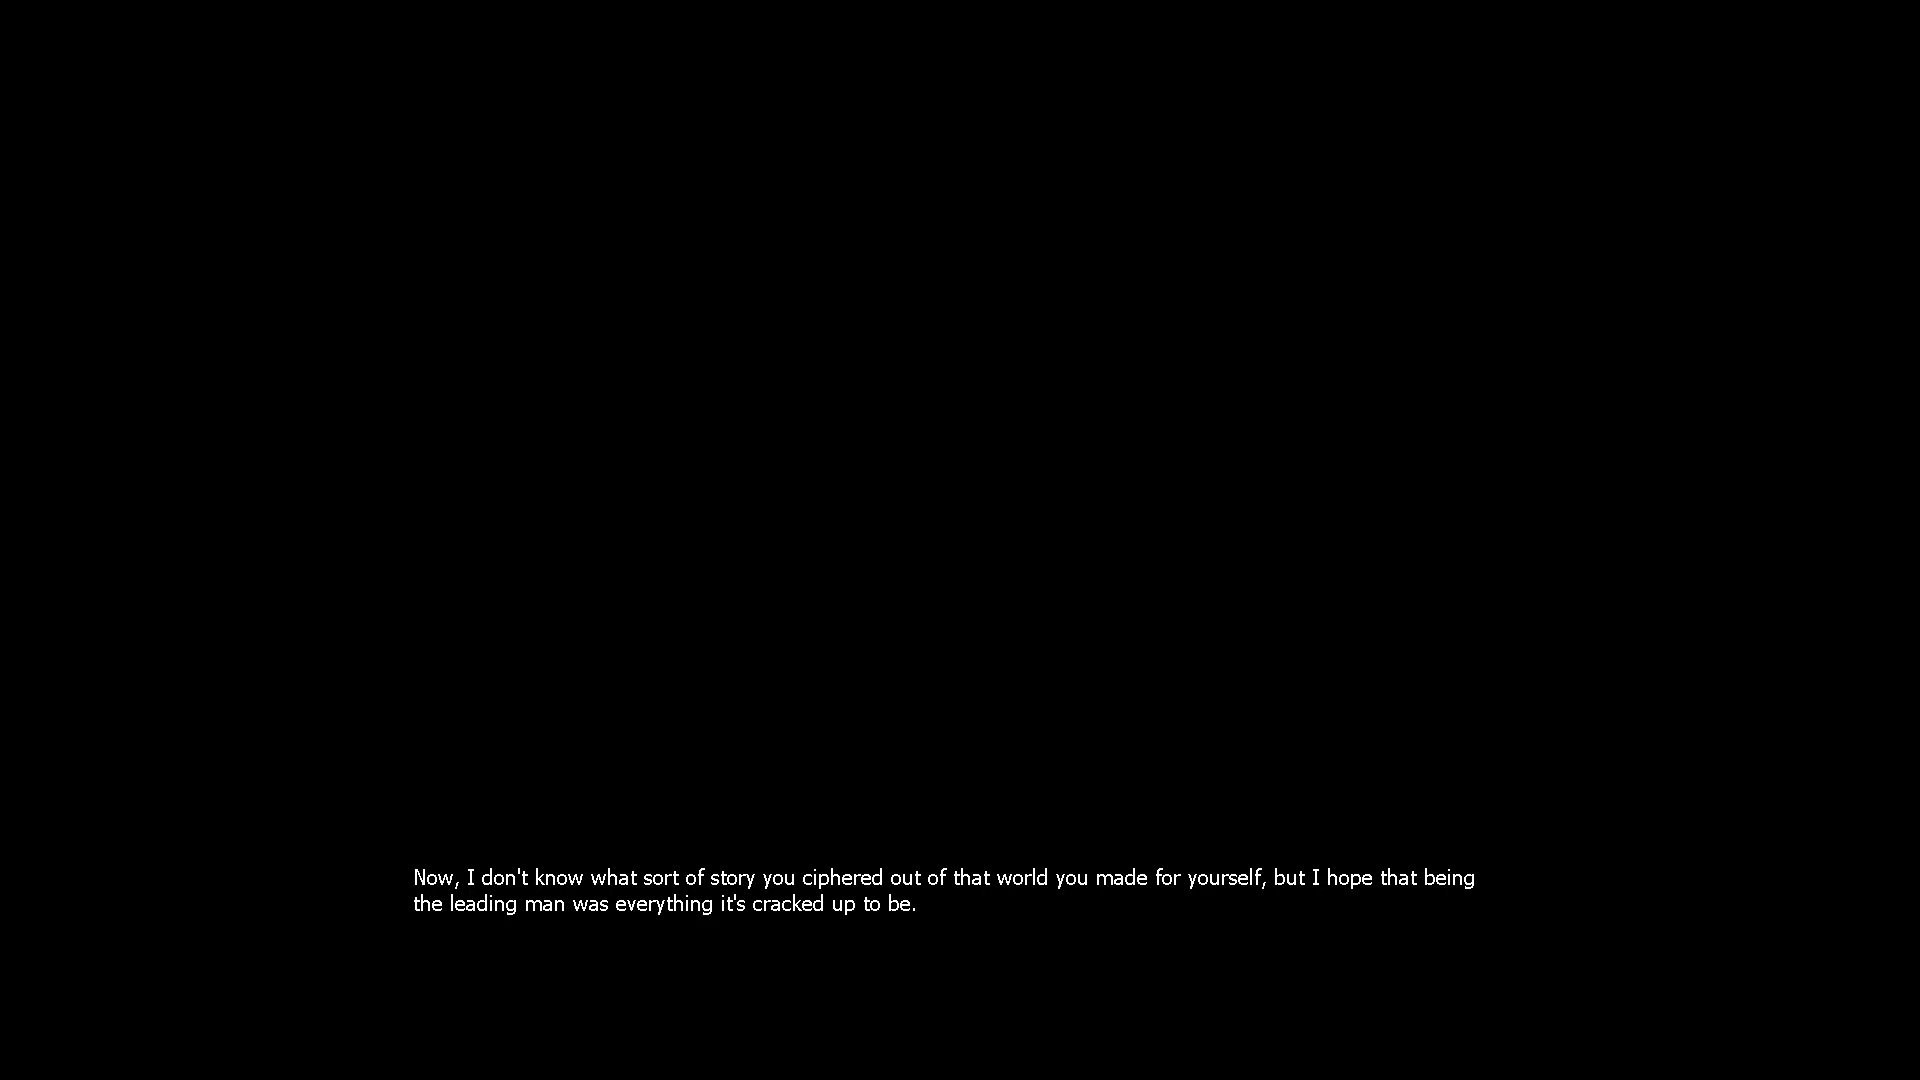 Now, I don't know what sort of story you ciphered out of that world you made for yourself, but I hope that being
the leading man was everything it's cracked up to be.